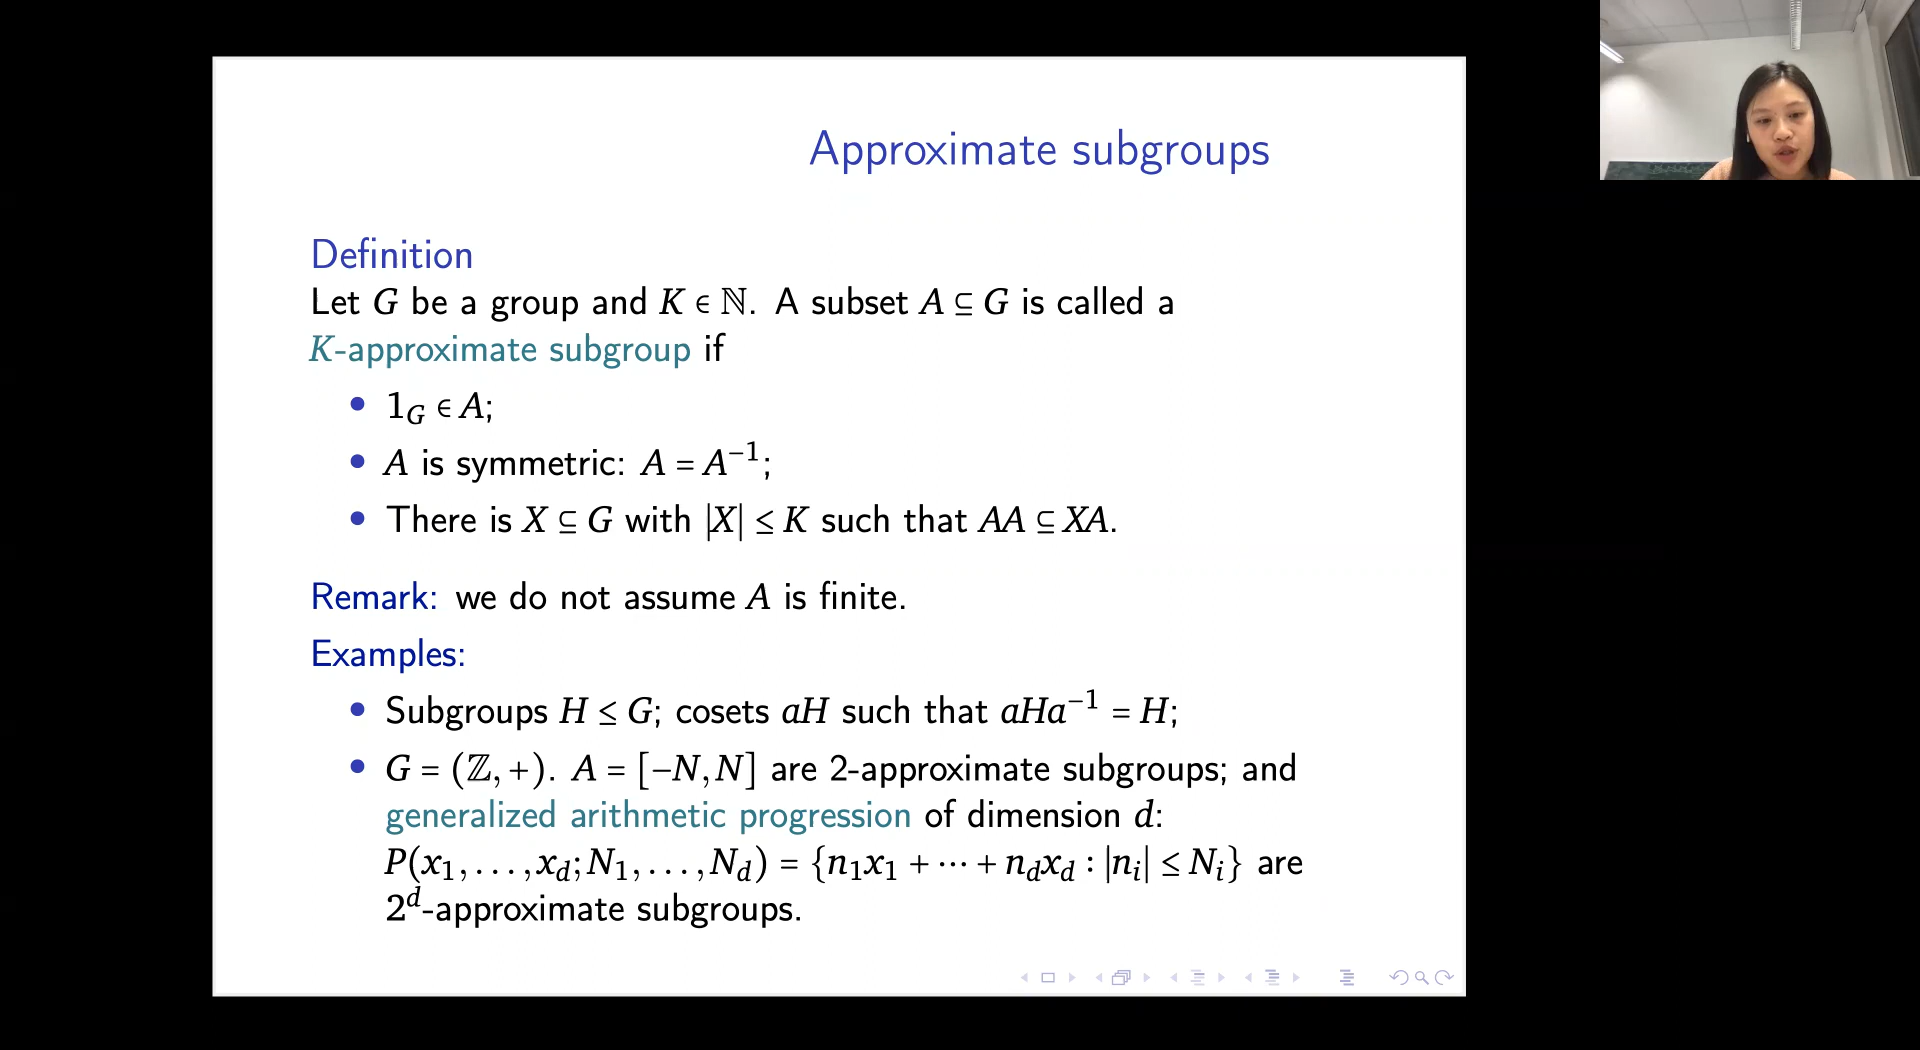 Approximate subgroups
Definition
Let G be a group and K ∈ ℕ. A subset A ⊆ G is called a
K-approximate subgroup if
• 1_G ∈ A;
• A is symmetric: A = A⁻¹;
• There is X ⊆ G with |X| ≤ K such that AA ⊆ XA.
Remark: we do not assume A is finite.
Examples:
• Subgroups H ≤ G; cosets aH such that aHa⁻¹ = H;
• G = (ℤ,+). A = [−N,N] are 2-approximate subgroups; and
generalized arithmetic progression of dimension d:
P(x₁,...,x_d;N₁,...,N_d) = {n₁x₁ + ⋯ + n_dx_d : |n_i| ≤ N_i} are
2^d-approximate subgroups.